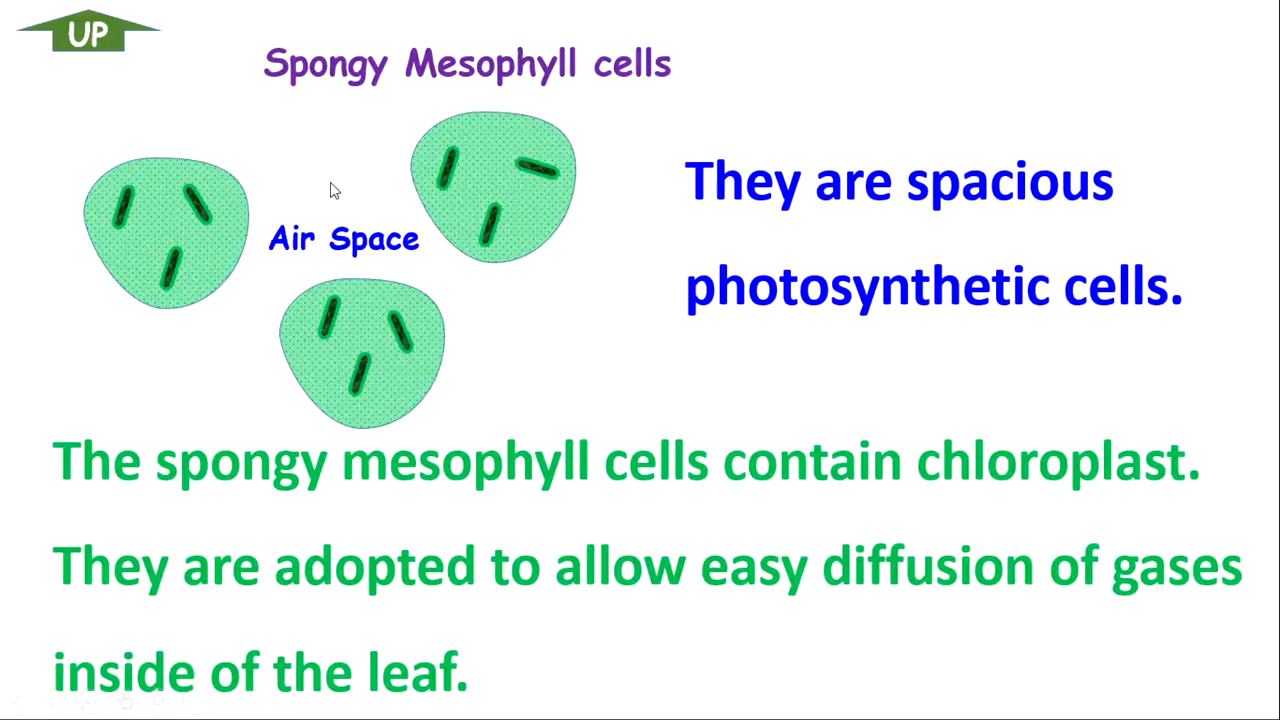 UP
Spongy Mesophyll cells
Air Space
They are spacious
photosynthetic cells.
The spongy mesophyll cells contain chloroplast.
They are adopted to allow easy diffusion of gases
inside of the leaf.